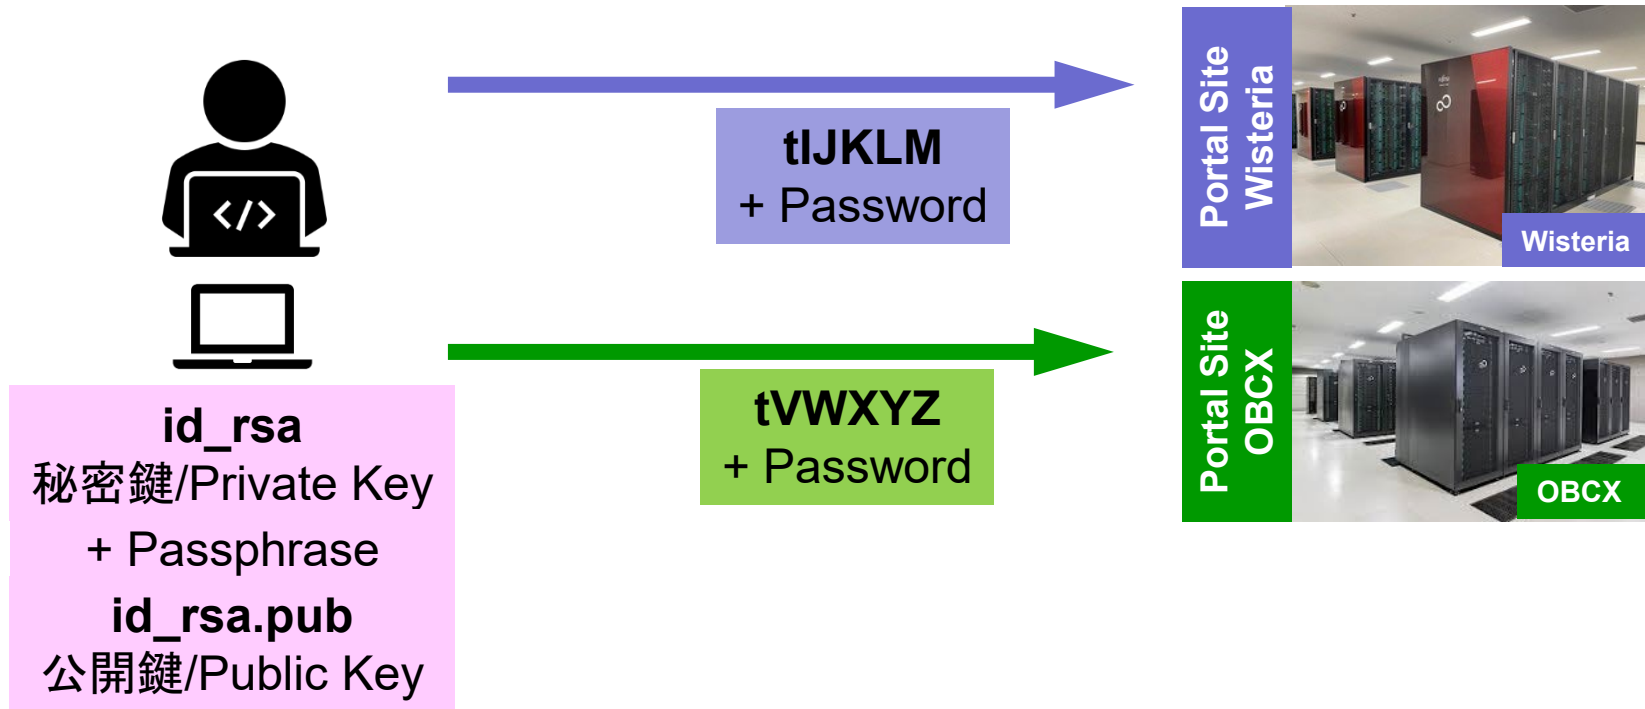 tIJKLM
+ Password
Portal Site
Wisteria
Wisteria
tVWXYZ
+ Password
Portal Site
OBCX
OBCX
id_rsa
秘密鍵/Private Key
+ Passphrase
id_rsa.pub
公開鍵/Public Key